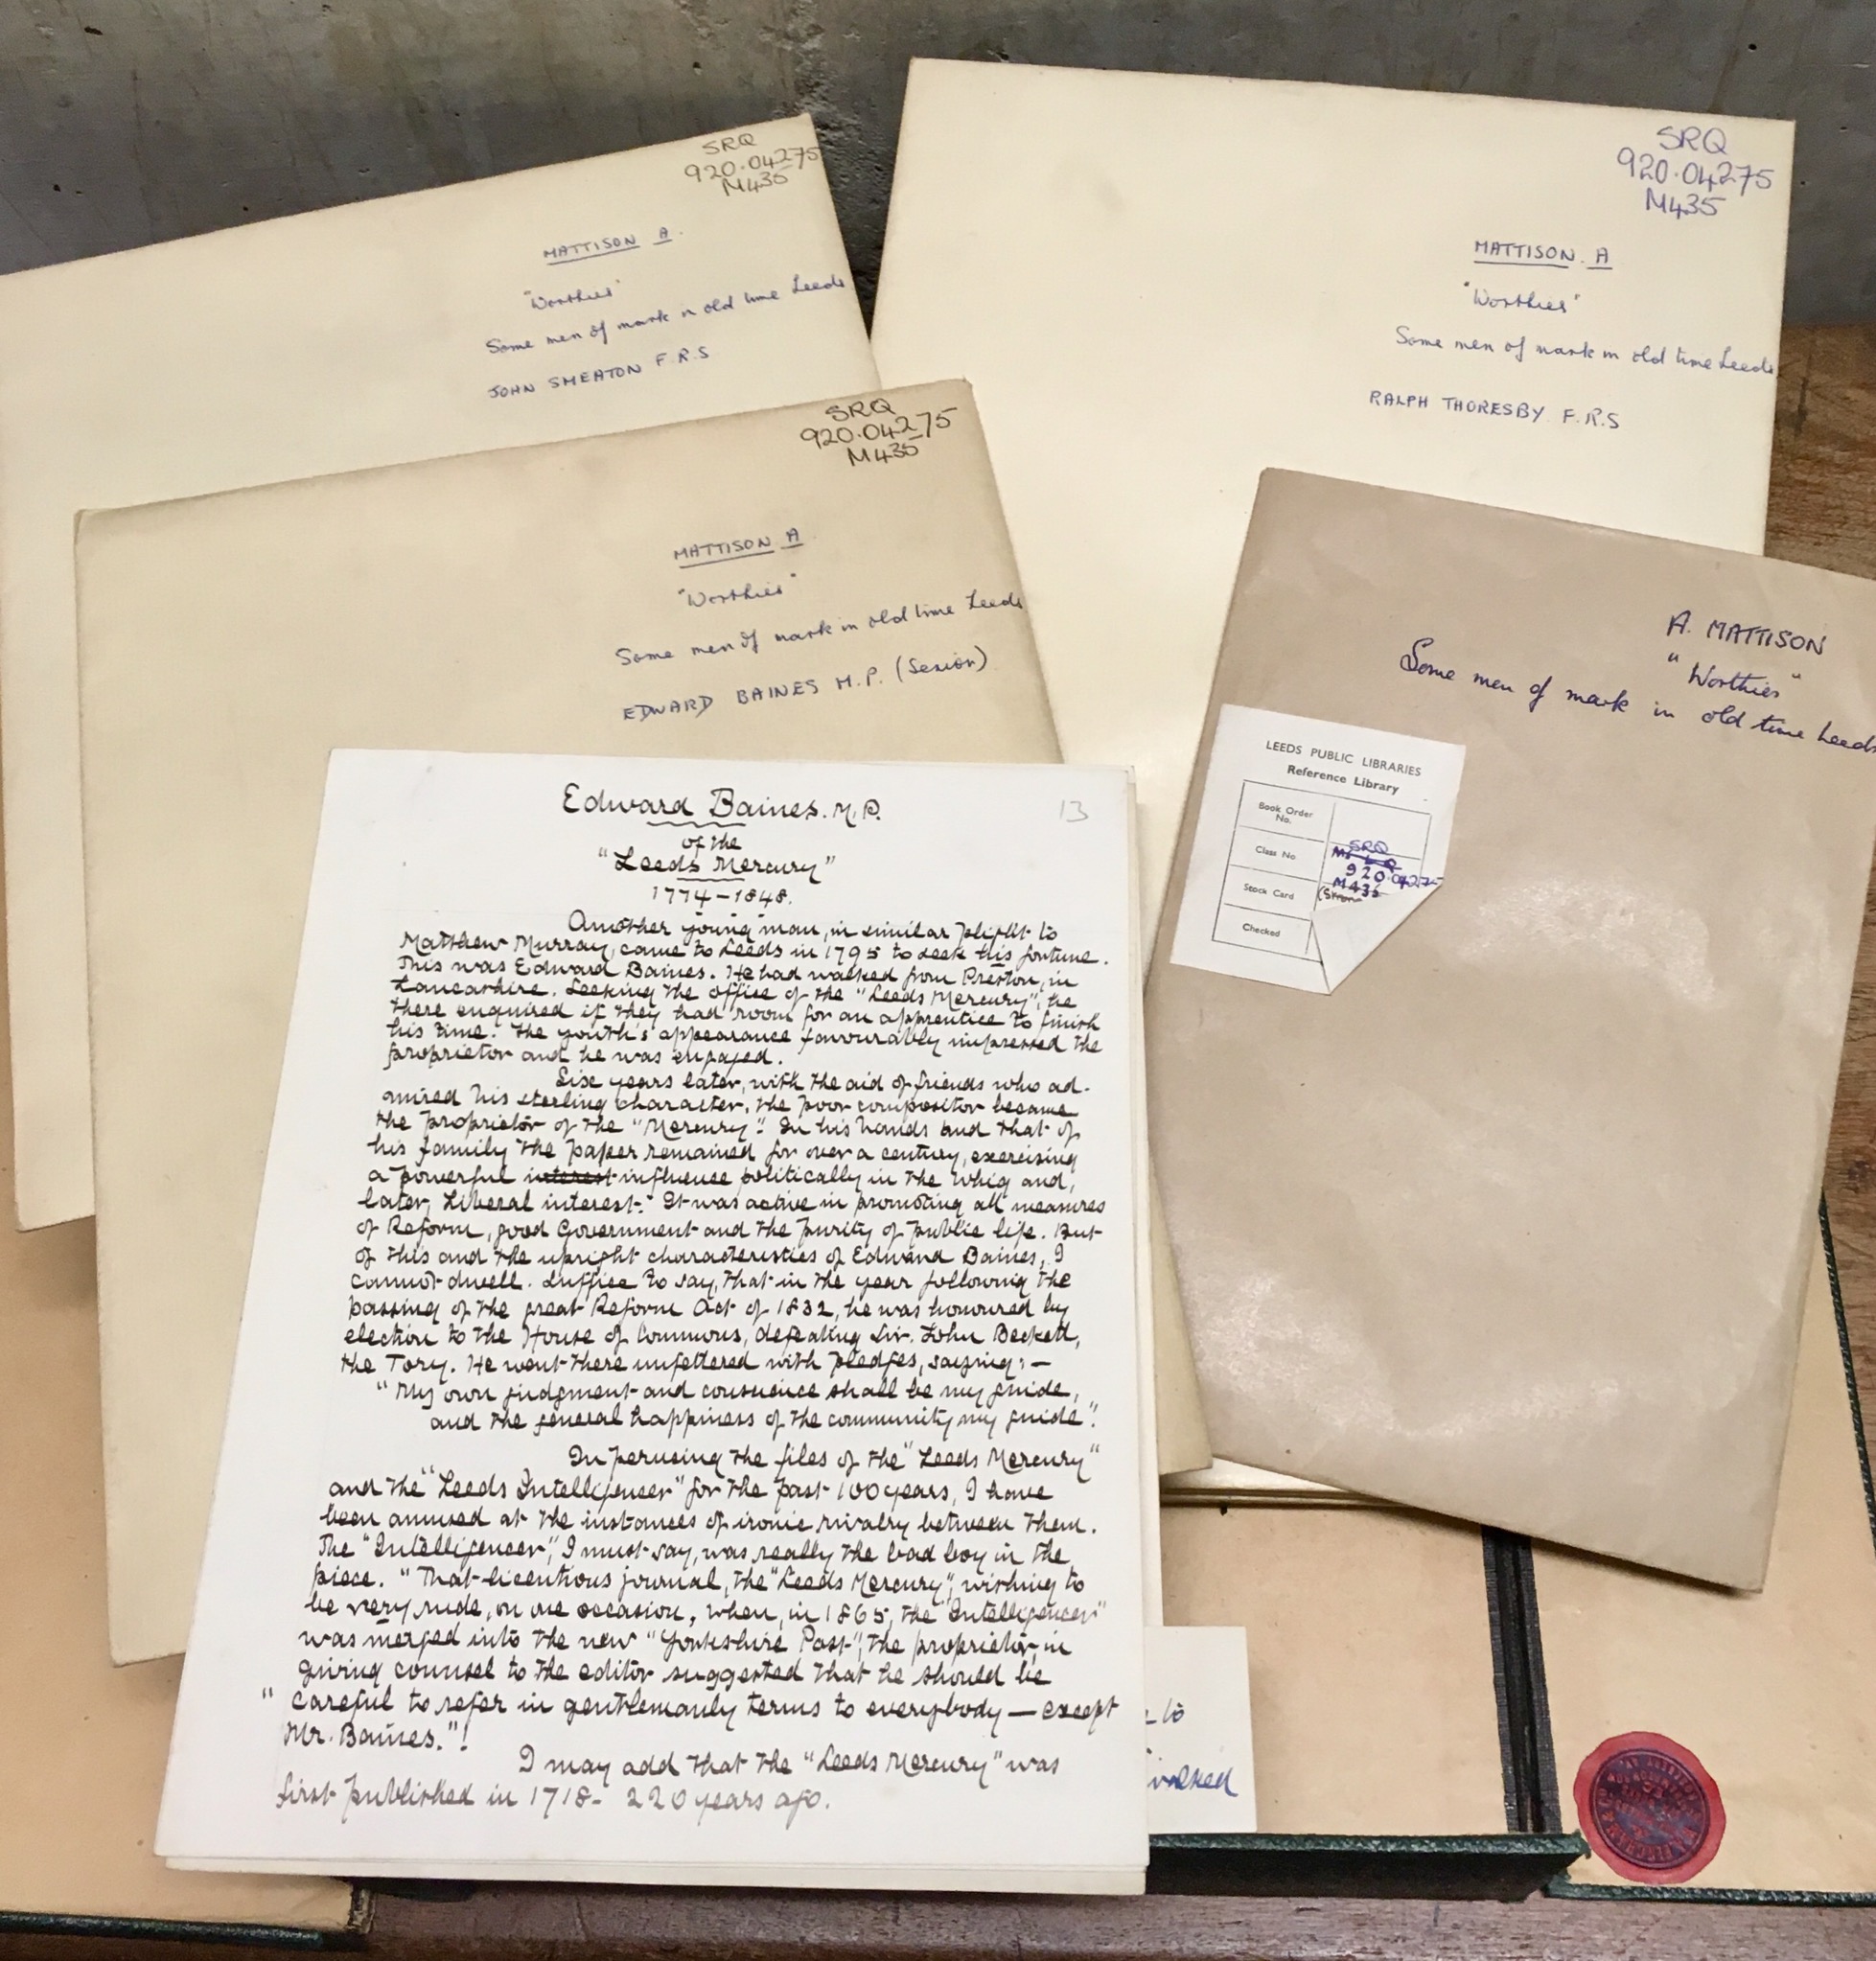 SRQ
920.04275
M435
MATTISON A.
"Worthies"
Some men of mark in old time Leeds
JOHN SMEATON F.R.S
SRQ
920.04275
M435
MATTISON. A
"Worthies"
Some men of mark in old time Leeds
RALPH THORESBY F.R.S
SRQ
920.04275
M435
MATTISON A
"Worthies"
Some men of mark in old time Leeds
EDWARD BAINES M.P. (Senior)
A. MATTISON
"Worthies"
Some men of mark in old time Leeds
LEEDS PUBLIC LIBRARIES
Reference Library
Book Order
No.
Class No
SRQ
920.04275
M435
Stock Card
Checked
13
Edward Baines. M.P.
of the
"Leeds Mercury"
1774-1848.
Another young man, in similar plight to
Matthew Murray, came to Leeds in 1795 to seek his fortune.
This was Edward Baines. He had walked from Preston, in
Lancashire. Seeking the office of the "Leeds Mercury", he
there enquired if they had room for an apprentice to finish
his time. The youth's appearance favourably impressed the
proprietor and he was engaged.
Six years later, with the aid of friends who ad-
mired his sterling character, the poor compositor became
the proprietor of the "Mercury". In his hands and that of
his family the paper remained for over a century, exercising
a powerful interest influence politically in the Whig and,
later, Liberal interest. It was active in promoting all measures
of Reform, good Government and the purity of public life. But
of this and the upright characteristics of Edward Baines, I
cannot dwell. Suffice to say, that in the year following the
passing of the great Reform Act of 1832, he was honoured by
election to the House of Commons, defeating Sir. John Beckett,
the Tory. He went there unfettered with pledges, saying:—
"My own judgment and conscience shall be my guide,
and the general happiness of the community my guide".
In perusing the files of the "Leeds Mercury"
and the "Leeds Intelligencer" for the past 100 years, I have
been amused at the instances of ironic rivalry between them.
The "Intelligencer", I must say, was really the bad boy in the
piece. "That licentious journal, the "Leeds Mercury", wishing to
be very rude, on one occasion, when, in 1865, the "Intelligencer"
was merged into the new "Yorkshire Post", the proprietor, in
giving counsel to the editor suggested that he should be
"careful to refer in gentlemanly terms to everybody — except
Mr. Baines."!
I may add that the "Leeds Mercury" was
first published in 1718 - 220 years ago.
to
walked